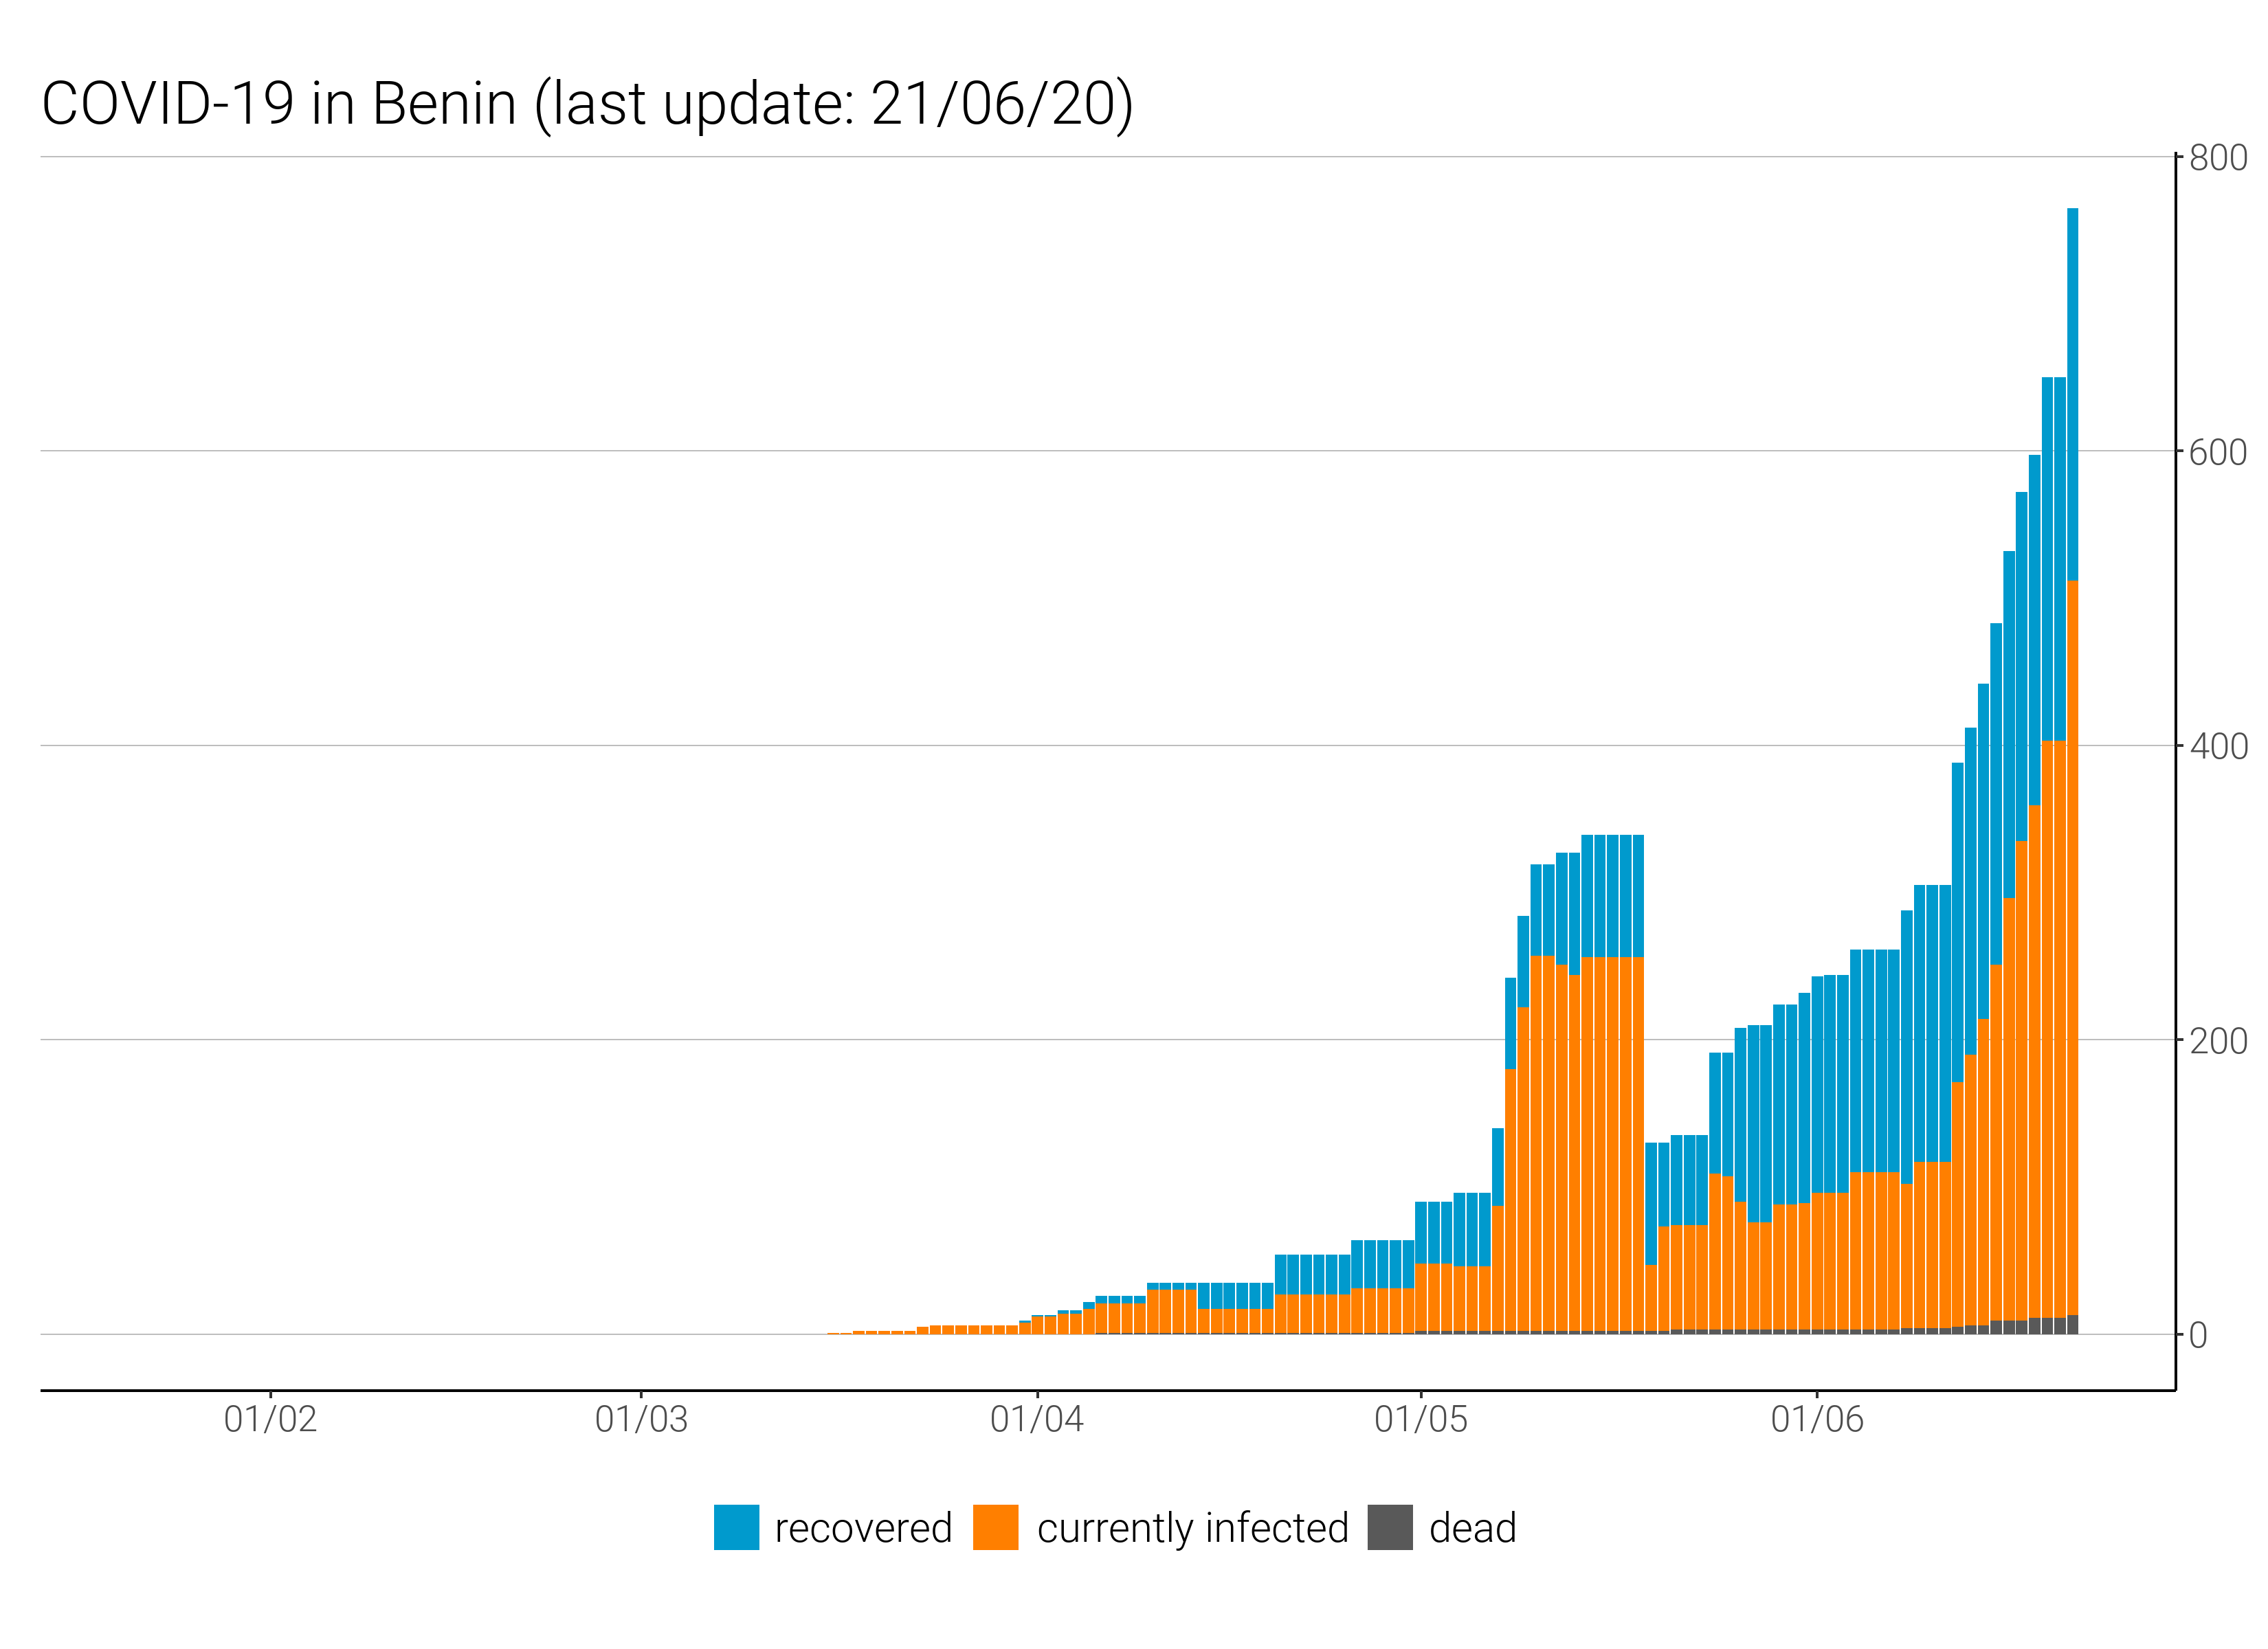 COVID-19 in Benin (last update: 21/06/20)
800
600
400
200
0
01/02 01/03 01/04 01/05 01/06
recovered currently infected dead